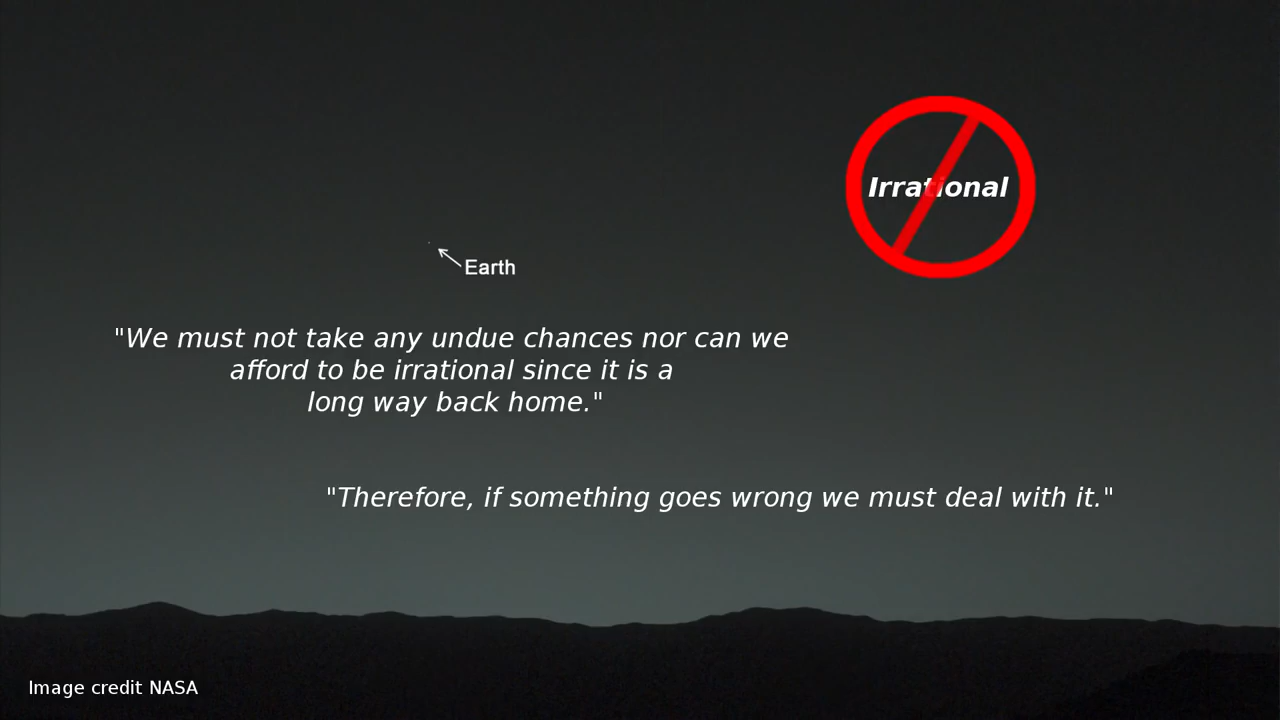 Irrational
Earth
"We must not take any undue chances nor can we
afford to be irrational since it is a
long way back home."
"Therefore, if something goes wrong we must deal with it."
Image credit NASA